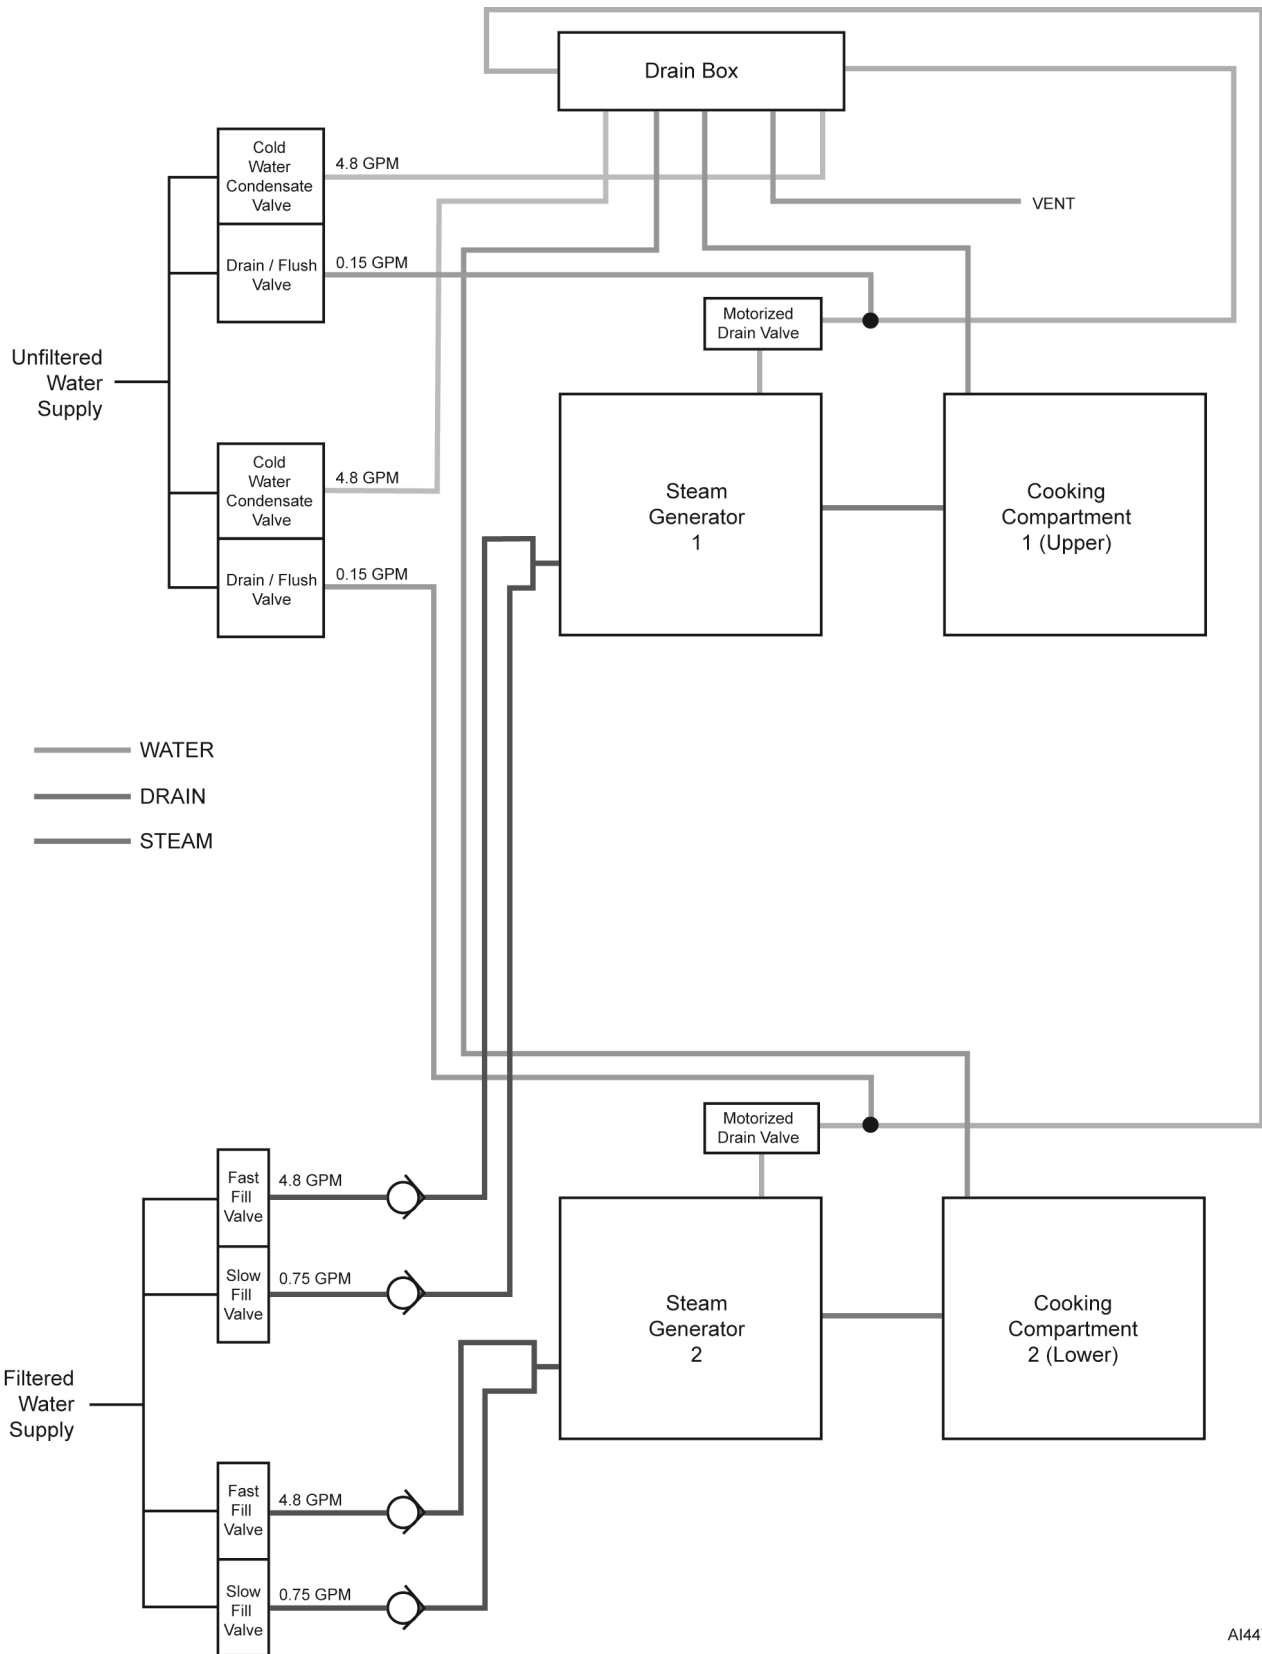 Drain Box
Cold
Water
Condensate
Valve
4.8 GPM
VENT
Drain / Flush
Valve
0.15 GPM
Motorized
Drain Valve
Unfiltered
Water
Supply
Steam
Generator
1
Cooking
Compartment
1 (Upper)
Cold
Water
Condensate
Valve
4.8 GPM
Drain / Flush
Valve
0.15 GPM
WATER
DRAIN
STEAM
Motorized
Drain Valve
Fast
Fill
Valve
4.8 GPM
Slow
Fill
Valve
0.75 GPM
Steam
Generator
2
Cooking
Compartment
2 (Lower)
Filtered
Water
Supply
Fast
Fill
Valve
4.8 GPM
Slow
Fill
Valve
0.75 GPM